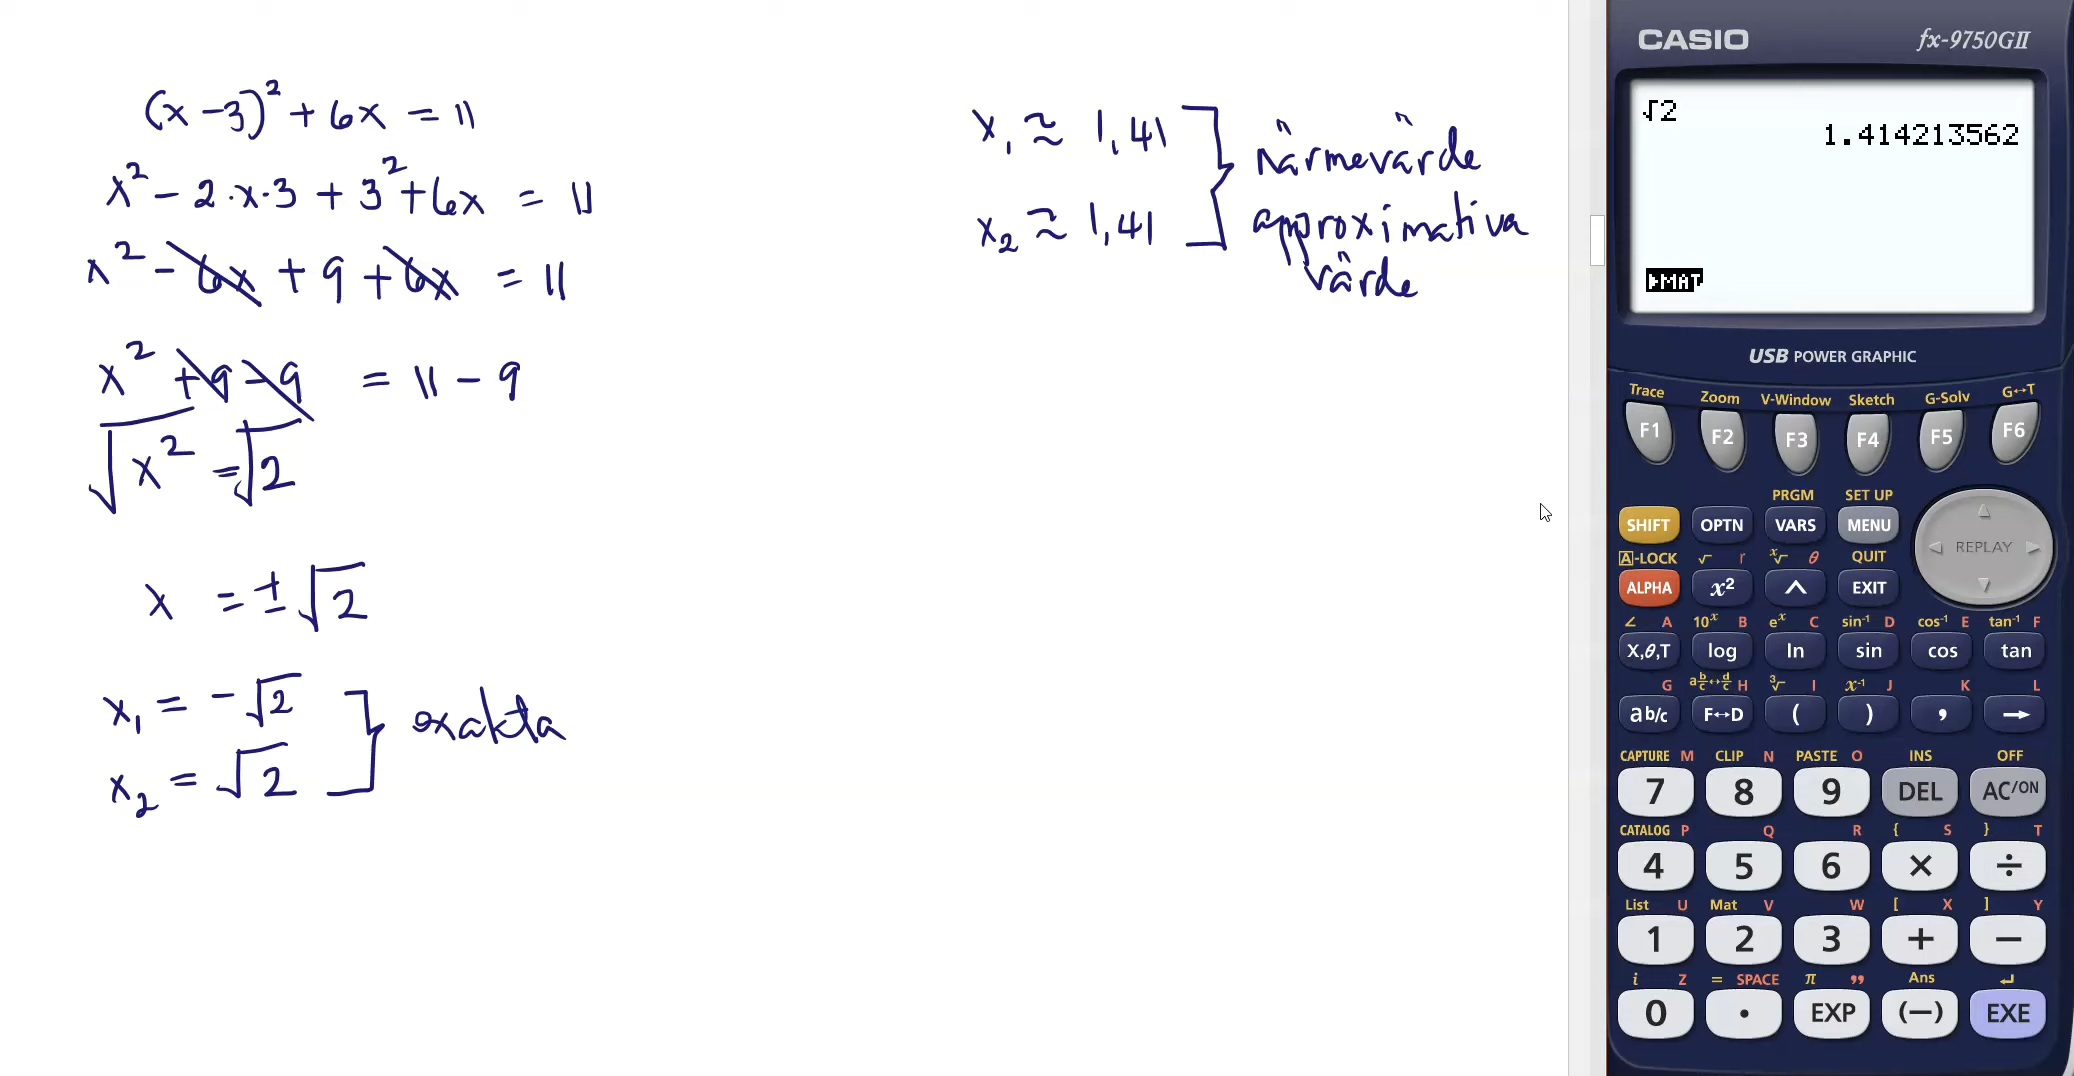 (x - 3)² + 6x = 11
x² - 2·x·3 + 3² + 6x = 11
x² - 6x + 9 + 6x = 11
x² + 9 - 9 = 11 - 9
√x² = √2
x = ±√2
x₁ = -√2
x₂ = √2
exakta
x₁ ≈ 1,41
x₂ ≈ 1,41
närmevärde
approximativa
värde
CASIO fx-9750GII
√2
1.414213562
▶MAT
USB POWER GRAPHIC
Trace Zoom V-Window Sketch G-Solv G↔T
F1 F2 F3 F4 F5 F6
PRGM SET UP
SHIFT OPTN VARS MENU
REPLAY
A-LOCK √ r ˣ√ θ QUIT
ALPHA x² ^ EXIT
∠ A 10ˣ B eˣ C sin⁻¹ D cos⁻¹ E tan⁻¹ F
X,θ,T log ln sin cos tan
G a b/c↔d/c H ³√ I x⁻¹ J K L
a b/c F↔D ( ) , →
CAPTURE M CLIP N PASTE O INS OFF
7 8 9 DEL AC/ON
CATALOG P Q R { S } T
4 5 6 × ÷
List U Mat V W [ X ] Y
1 2 3 + −
i Z = SPACE π ” Ans ↵
0 . EXP (−) EXE